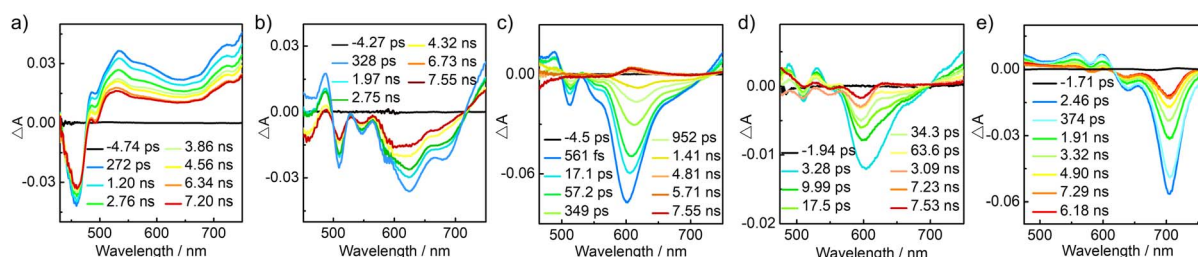 a)
0.03
0.00
-0.03
△A
-4.74 ps
272 ps
1.20 ns
2.76 ns
3.86 ns
4.56 ns
6.34 ns
7.20 ns
500 600 700
Wavelength / nm
b)
0.03
0.00
-0.03
△A
-4.27 ps
328 ps
1.97 ns
2.75 ns
4.32 ns
6.73 ns
7.55 ns
500 600 700
Wavelength / nm
c)
0.00
-0.06
△A
-4.5 ps
561 fs
17.1 ps
57.2 ps
349 ps
952 ps
1.41 ns
4.81 ns
5.71 ns
7.55 ns
500 600 700
Wavelength / nm
d)
0.01
0.00
-0.01
-0.02
△A
-1.94 ps
3.28 ps
9.99 ps
17.5 ps
34.3 ps
63.6 ps
3.09 ns
7.23 ns
7.53 ns
500 600 700
Wavelength / nm
e)
0.00
-0.03
-0.06
△A
-1.71 ps
2.46 ps
374 ps
1.91 ns
3.32 ns
4.90 ns
7.29 ns
6.18 ns
500 600 700
Wavelength / nm